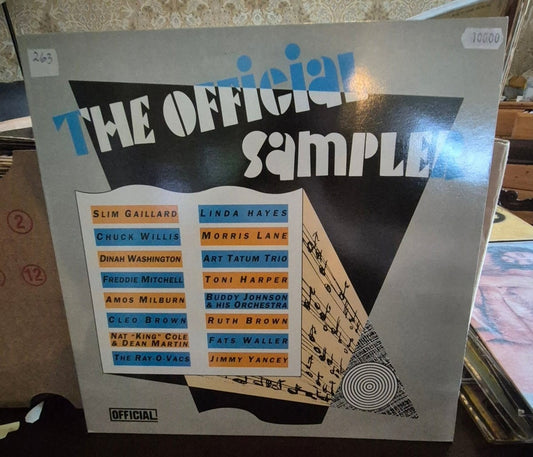 263
10000
THE OFFICIAL
SAMPLER
SLIM GAILLARD
CHUCK WILLIS
DINAH WASHINGTON
FREDDIE MITCHELL
AMOS MILBURN
CLEO BROWN
NAT "KING" COLE
& DEAN MARTIN
THE RAY-O-VACS
LINDA HAYES
MORRIS LANE
ART TATUM TRIO
TONI HARPER
BUDDY JOHNSON
& HIS ORCHESTRA
RUTH BROWN
FATS WALLER
JIMMY YANCEY
OFFICIAL
2
12